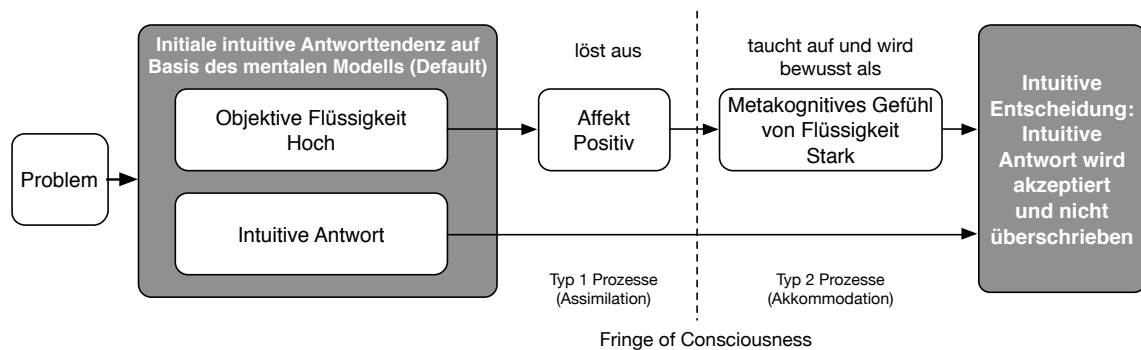 Initiale intuitive Antworttendenz auf
Basis des mentalen Modells (Default)
löst aus
taucht auf und wird
bewusst als
Problem
Objektive Flüssigkeit
Hoch
Affekt
Positiv
Metakognitives Gefühl
von Flüssigkeit
Stark
Intuitive Antwort
Intuitive
Entscheidung:
Intuitive
Antwort wird
akzeptiert
und nicht
überschrieben
Typ 1 Prozesse
(Assimilation)
Typ 2 Prozesse
(Akkommodation)
Fringe of Consciousness